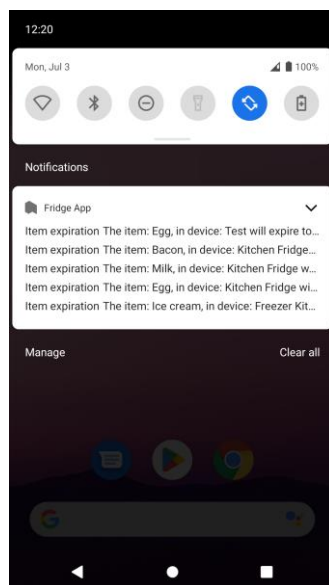 12:20
Mon, Jul 3 100%
Notifications
Fridge App
Item expiration The item: Egg, in device: Test will expire to...
Item expiration The item: Bacon, in device: Kitchen Fridge...
Item expiration The item: Milk, in device: Kitchen Fridge w...
Item expiration The item: Egg, in device: Kitchen Fridge wi...
Item expiration The item: Ice cream, in device: Freezer Kit...
Manage Clear all